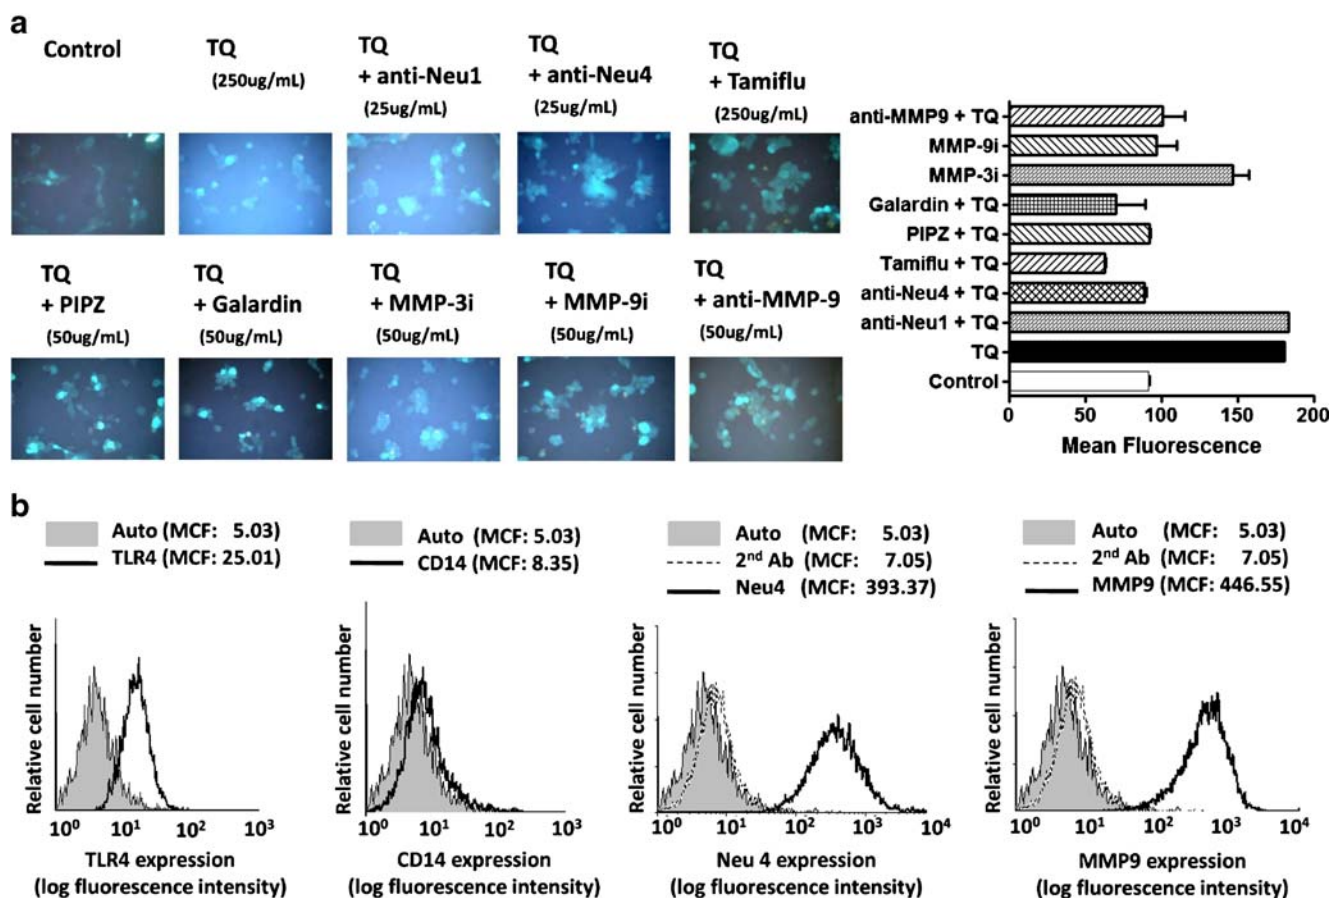 a
Control
TQ
(250ug/mL)
TQ
+ anti-Neu1
(25ug/mL)
TQ
+ anti-Neu4
(25ug/mL)
TQ
+ Tamiflu
(250ug/mL)
TQ
+ PIPZ
(50ug/mL)
TQ
+ Galardin
(50ug/mL)
TQ
+ MMP-3i
(50ug/mL)
TQ
+ MMP-9i
(50ug/mL)
TQ
+ anti-MMP-9
(50ug/mL)
anti-MMP9 + TQ
MMP-9i
MMP-3i
Galardin + TQ
PIPZ + TQ
Tamiflu + TQ
anti-Neu4 + TQ
anti-Neu1 + TQ
TQ
Control
0 50 100 150 200
Mean Fluorescence
b
Auto (MCF: 5.03)
TLR4 (MCF: 25.01)
Relative cell number
10⁰ 10¹ 10² 10³
TLR4 expression
(log fluorescence intensity)
Auto (MCF: 5.03)
CD14 (MCF: 8.35)
Relative cell number
10⁰ 10¹ 10² 10³
CD14 expression
(log fluorescence intensity)
Auto (MCF: 5.03)
2nd Ab (MCF: 7.05)
Neu4 (MCF: 393.37)
Relative cell number
10⁰ 10¹ 10² 10³ 10⁴
Neu 4 expression
(log fluorescence intensity)
Auto (MCF: 5.03)
2nd Ab (MCF: 7.05)
MMP9 (MCF: 446.55)
Relative cell number
10⁰ 10¹ 10² 10³ 10⁴
MMP9 expression
(log fluorescence intensity)